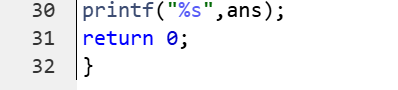 30 printf("%s",ans);
31 return 0;
32 }